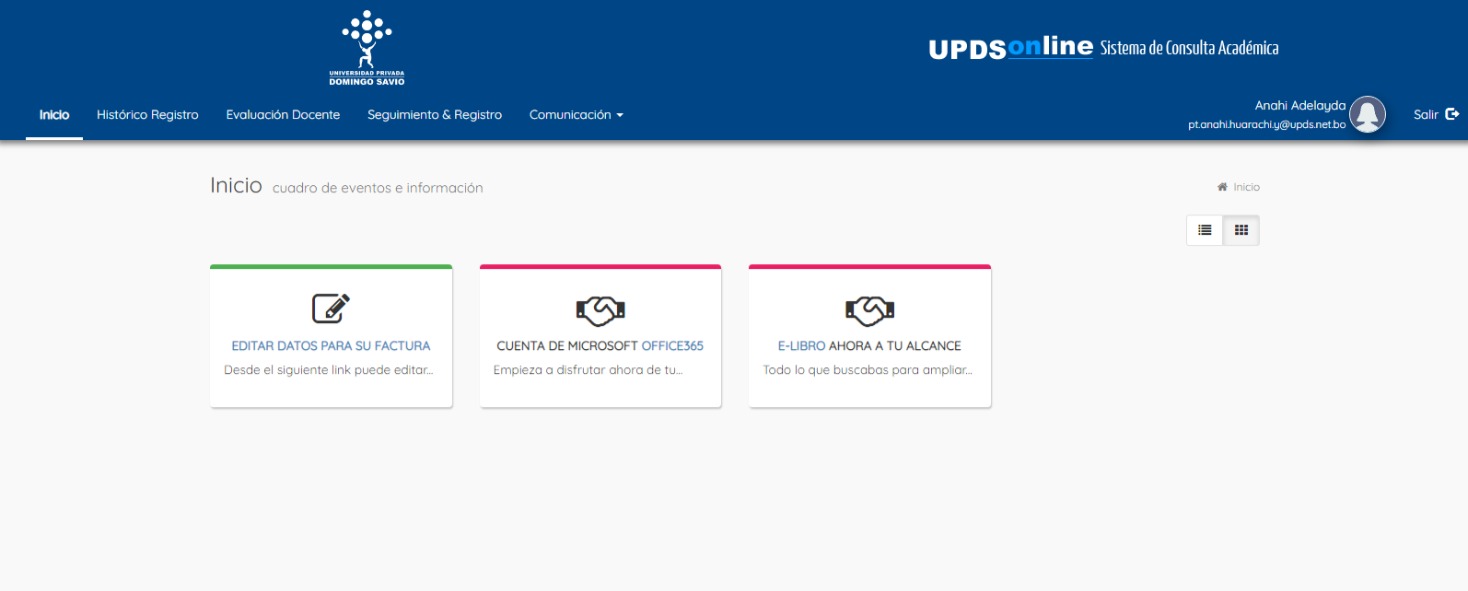 UNIVERSIDAD PRIVADA
DOMINGO SAVIO
UPDSonline Sistema de Consulta Académica
Inicio Histórico Registro Evaluación Docente Seguimiento & Registro Comunicación
Anahi Adelayda
pt.anahi.huarachi.y@upds.net.bo
Salir
Inicio cuadro de eventos e información
Inicio
EDITAR DATOS PARA SU FACTURA
Desde el siguiente link puede editar...
CUENTA DE MICROSOFT OFFICE365
Empieza a disfrutar ahora de tu...
E-LIBRO AHORA A TU ALCANCE
Todo lo que buscabas para ampliar...